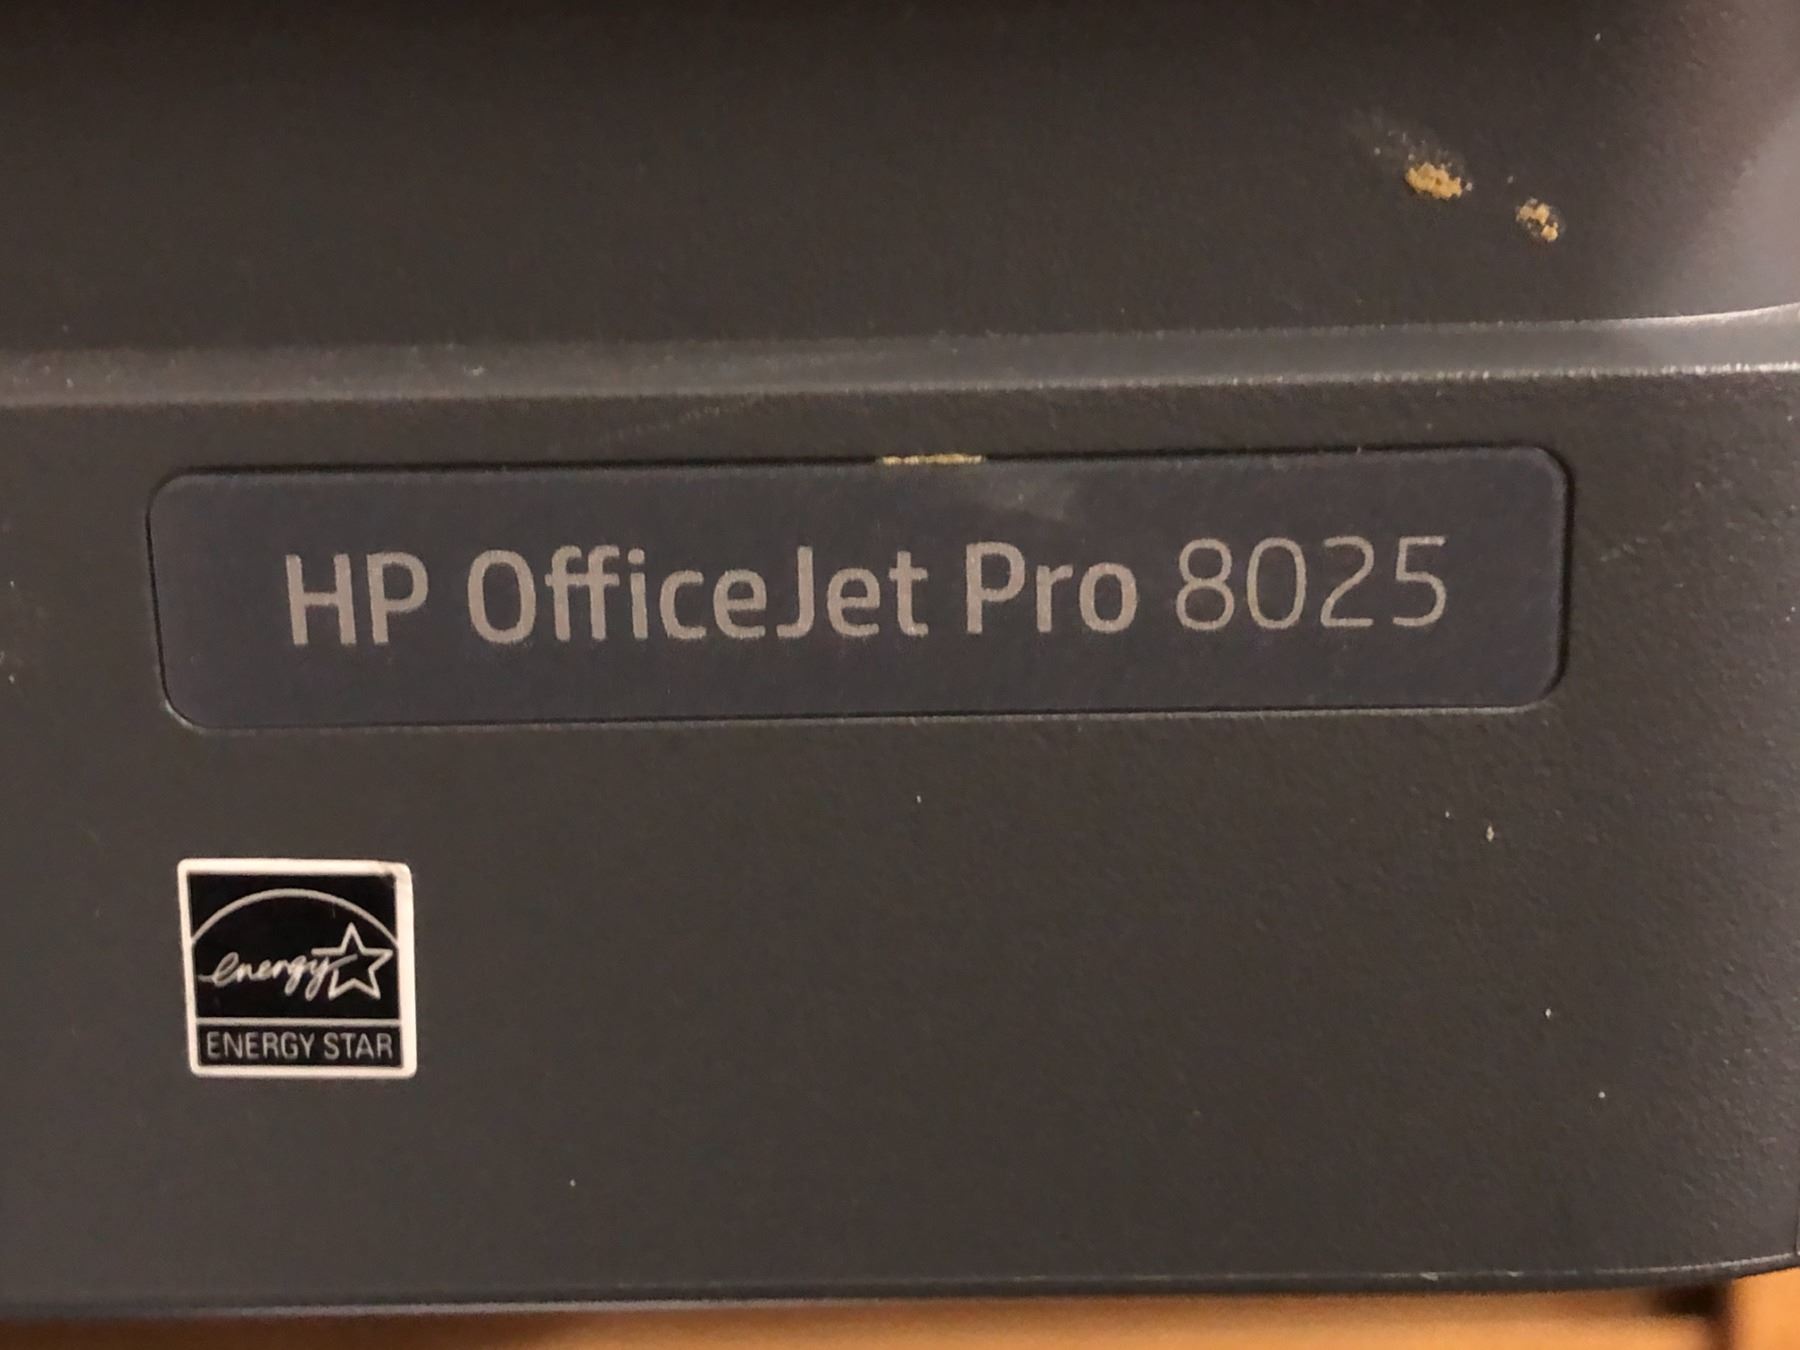 HP OfficeJet Pro 8025
energy
ENERGY STAR